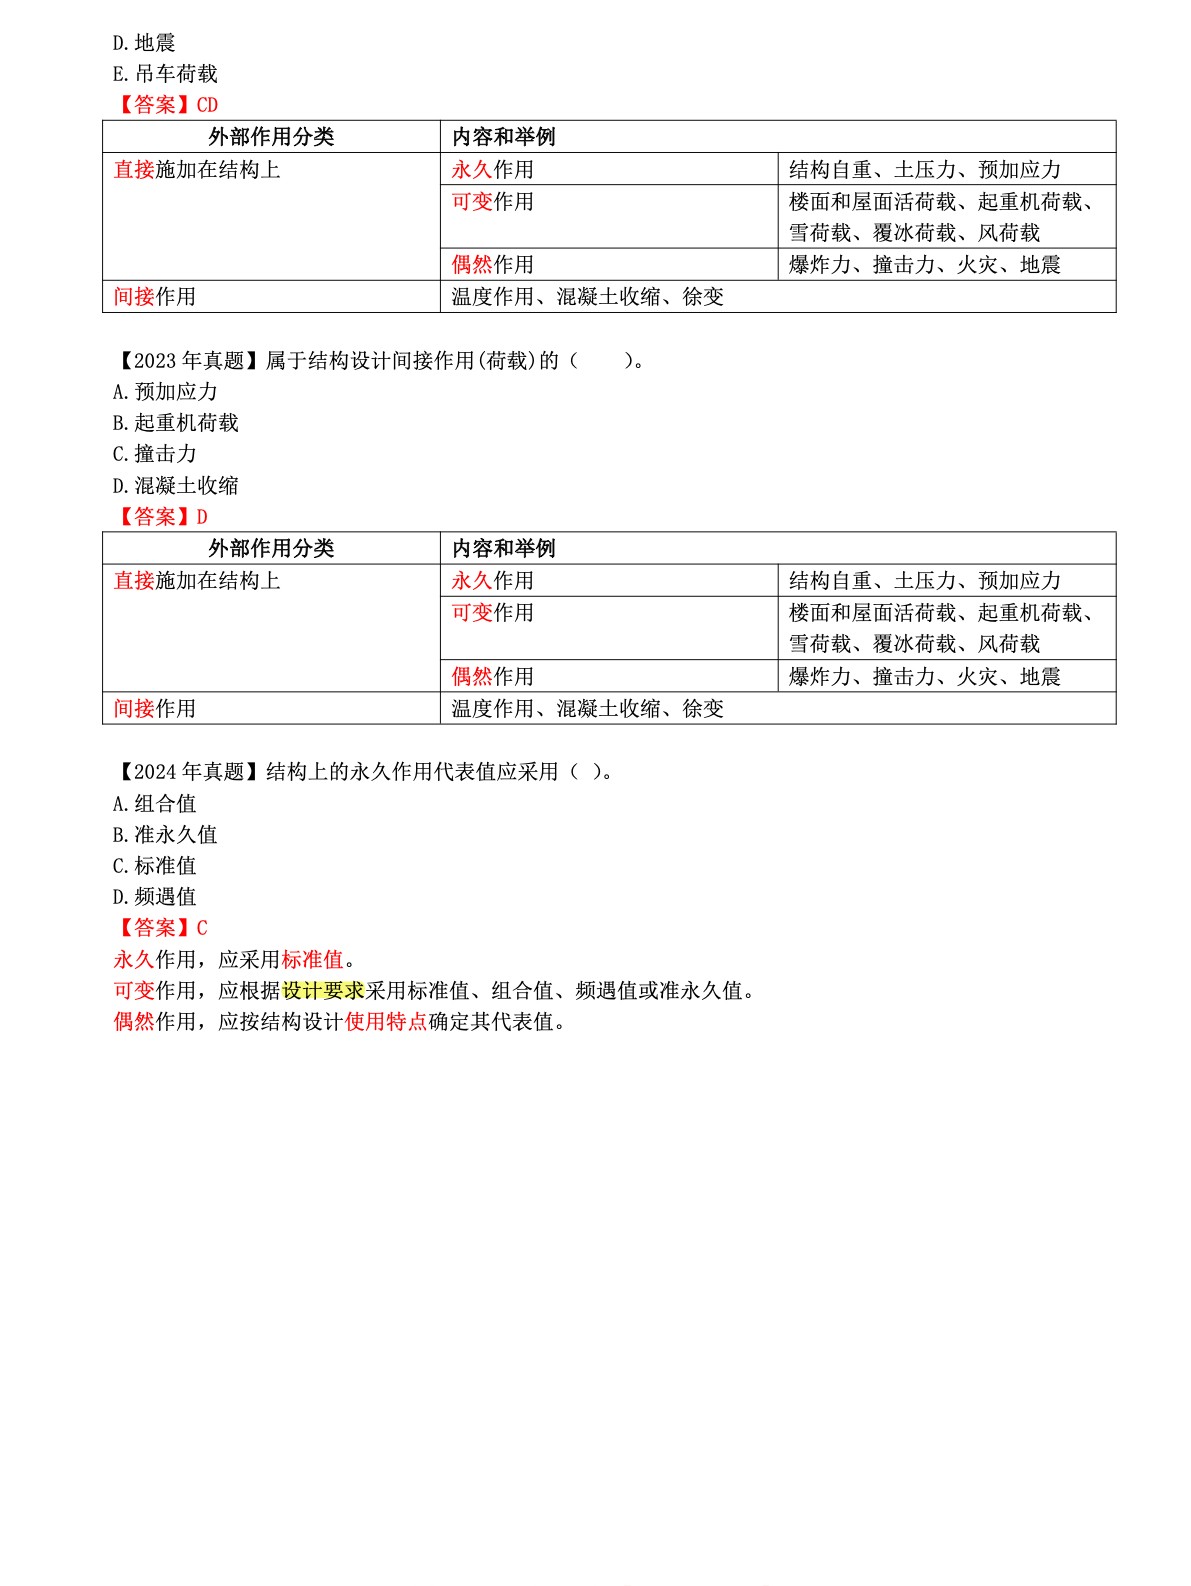 D.地震
E.吊车荷载
【答案】CD
外部作用分类 内容和举例
直接施加在结构上 永久作用 结构自重、土压力、预加应力
可变作用 楼面和屋面活荷载、起重机荷载、
雪荷载、覆冰荷载、风荷载
偶然作用 爆炸力、撞击力、火灾、地震
间接作用 温度作用、混凝土收缩、徐变
【2023 年真题】属于结构设计间接作用(荷载)的（　　）。
A.预加应力
B.起重机荷载
C.撞击力
D.混凝土收缩
【答案】D
外部作用分类 内容和举例
直接施加在结构上 永久作用 结构自重、土压力、预加应力
可变作用 楼面和屋面活荷载、起重机荷载、
雪荷载、覆冰荷载、风荷载
偶然作用 爆炸力、撞击力、火灾、地震
间接作用 温度作用、混凝土收缩、徐变
【2024 年真题】结构上的永久作用代表值应采用（ ）。
A.组合值
B.准永久值
C.标准值
D.频遇值
【答案】C
永久作用，应采用标准值。
可变作用，应根据设计要求采用标准值、组合值、频遇值或准永久值。
偶然作用，应按结构设计使用特点确定其代表值。